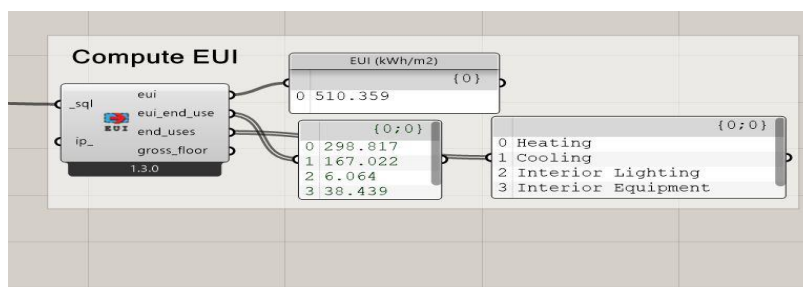 Compute EUI
_sql
ip_
EUI
eui
eui_end_use
end_uses
gross_floor
1.3.0
EUI (kWh/m2)
{0}
0 510.359
{0;0}
0 298.817
1 167.022
2 6.064
3 38.439
{0;0}
0 Heating
1 Cooling
2 Interior Lighting
3 Interior Equipment